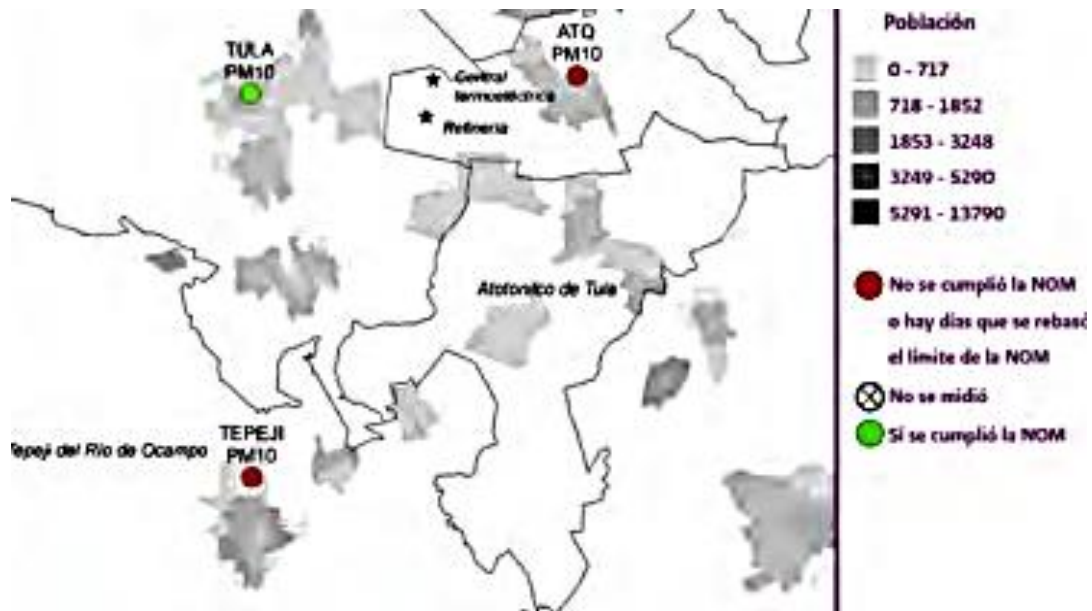 TULA
PM10
ATQ
PM10
Central
termoeléctrica
Refinería
Atotonilco de Tula
Tepeji del Río de Ocampo
TEPEJI
PM10
Población
0 - 717
718 - 1852
1853 - 3248
3249 - 5290
5291 - 13790
No se cumplió la NOM
o hay días que se rebasó
el límite de la NOM
No se midió
Sí se cumplió la NOM